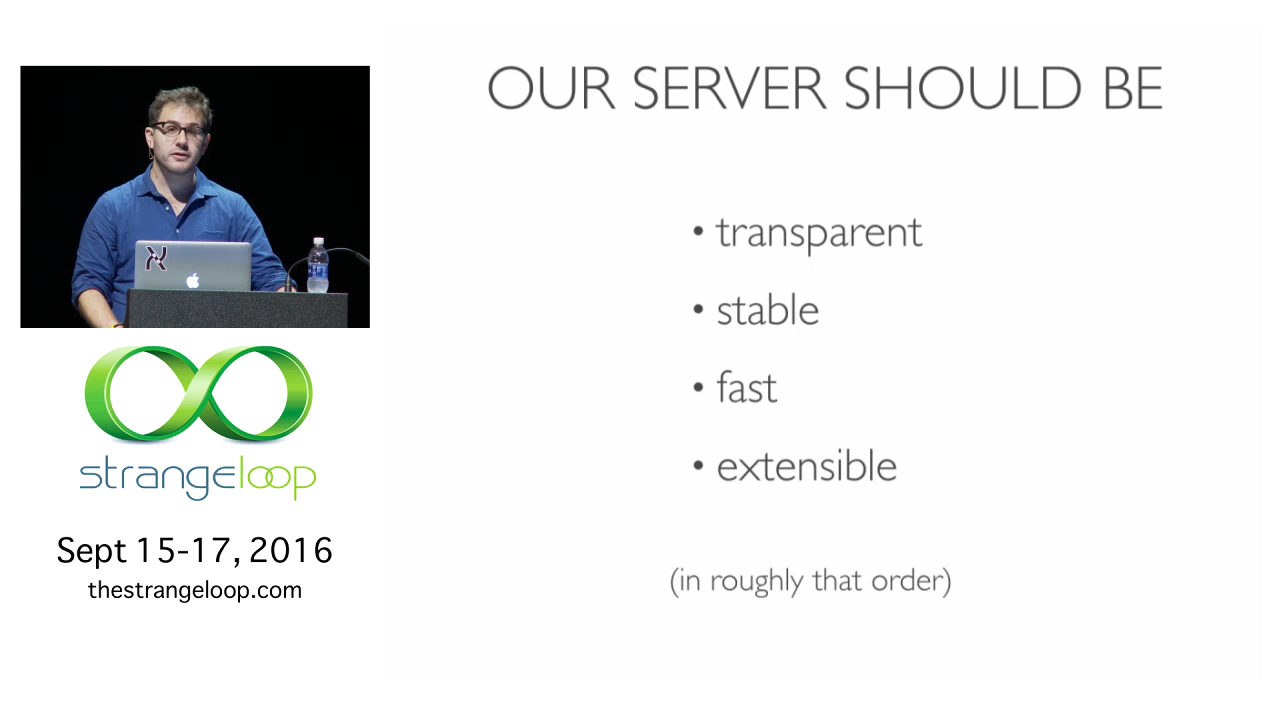 OUR SERVER SHOULD BE
• transparent
• stable
• fast
• extensible
(in roughly that order)
strangeloop
Sept 15-17, 2016
thestrangeloop.com